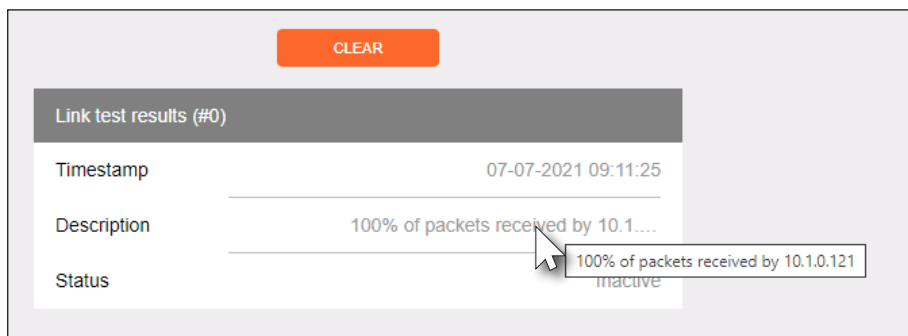 CLEAR
Link test results (#0)
Timestamp 07-07-2021 09:11:25
Description 100% of packets received by 10.1....
100% of packets received by 10.1.0.121
Status Inactive